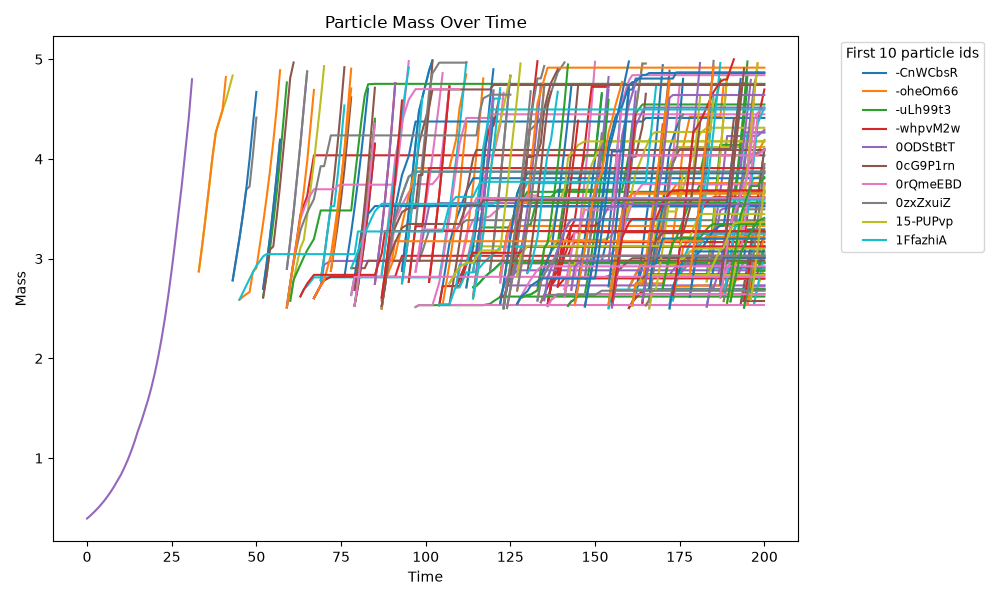 Particle Mass Over Time
First 10 particle ids
-CnWCbsR
-oheOm66
-uLh99t3
-whpvM2w
0ODStBtT
0cG9P1rn
0rQmeEBD
0zxZxuiZ
15-PUPvp
1FfazhiA
Mass
5
4
3
2
1
0
25
50
75
100
125
150
175
200
Time